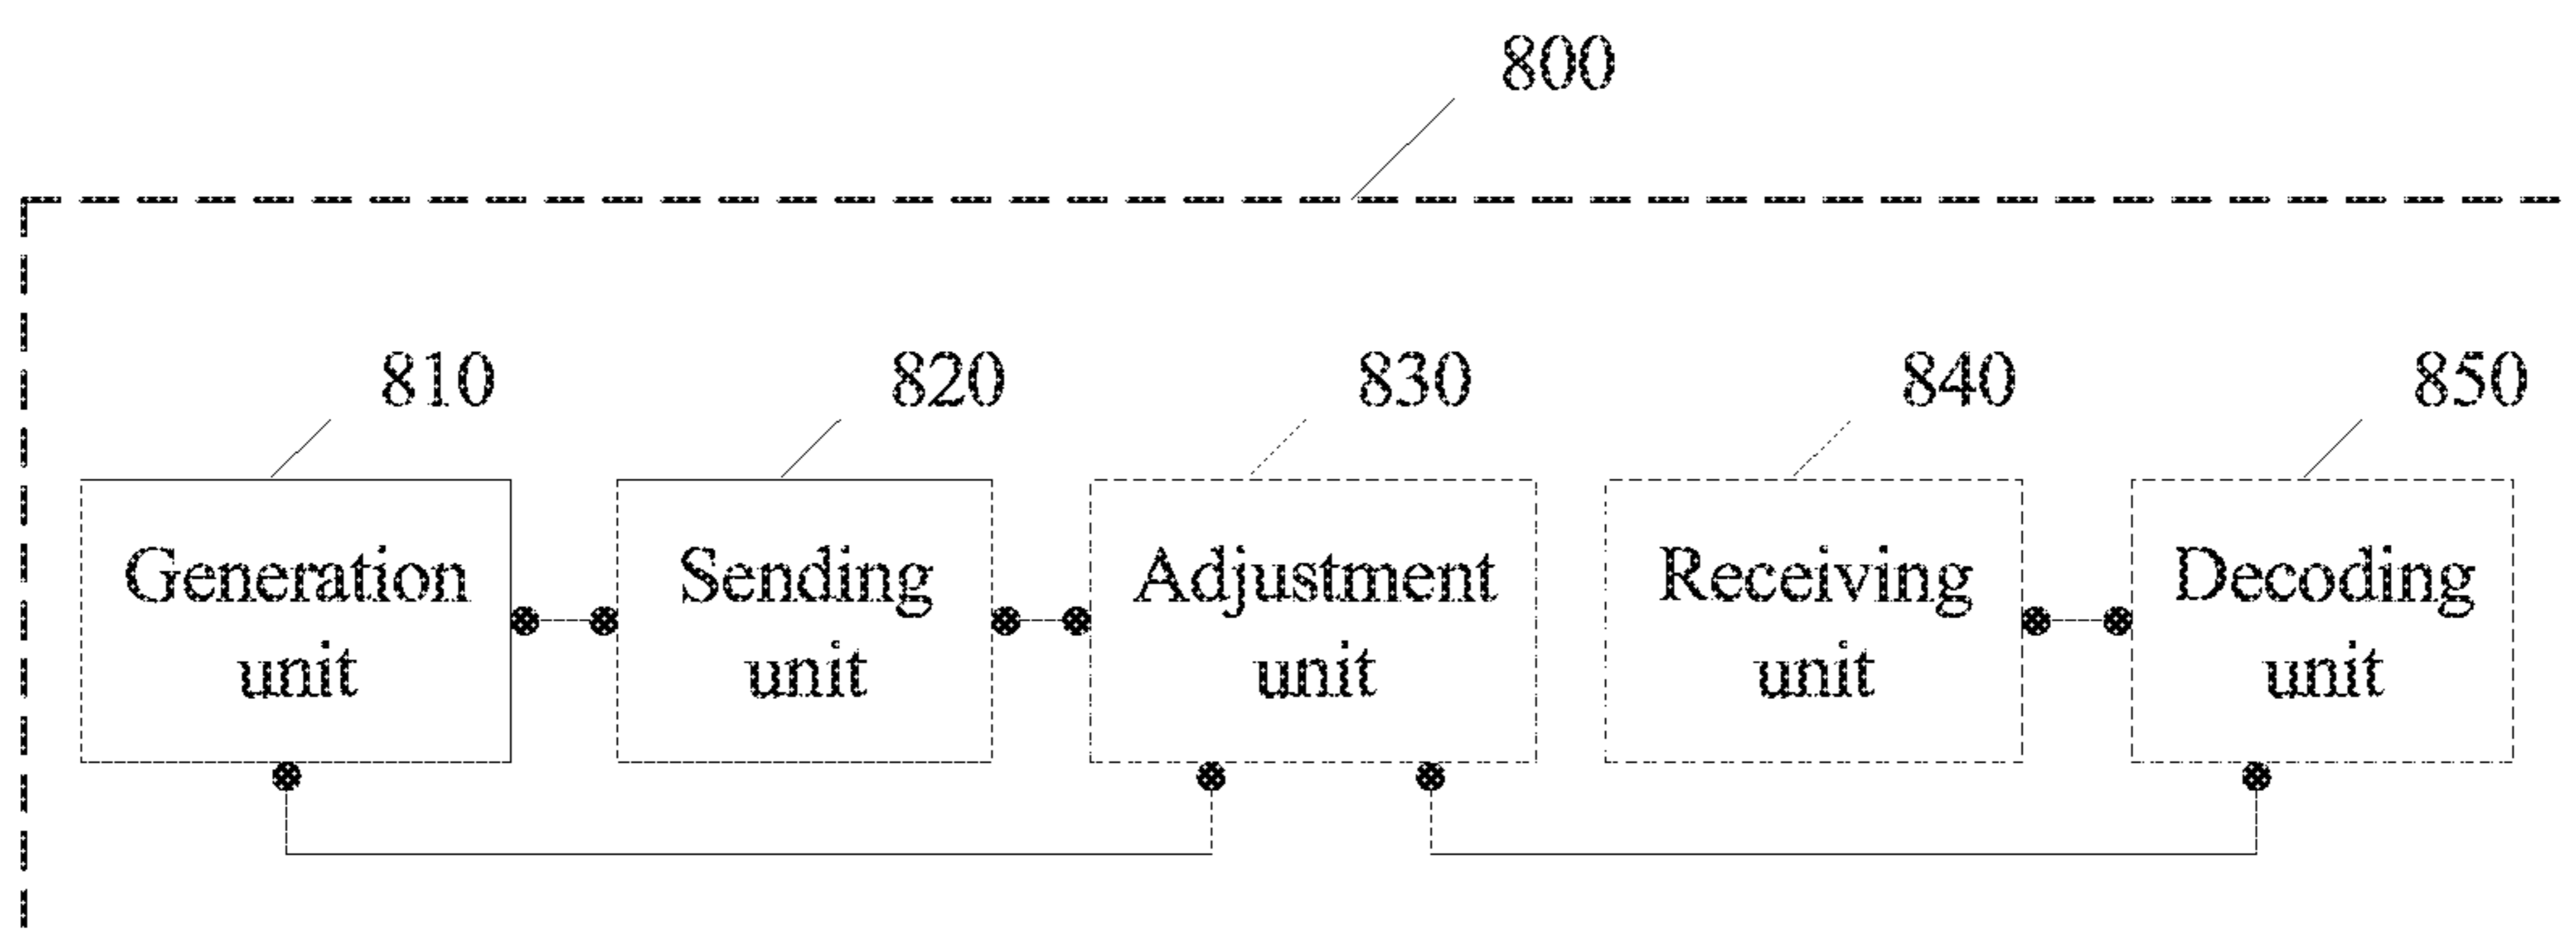 800
810
820
830
840
850
Generation
unit
Sending
unit
Adjustment
unit
Receiving
unit
Decoding
unit